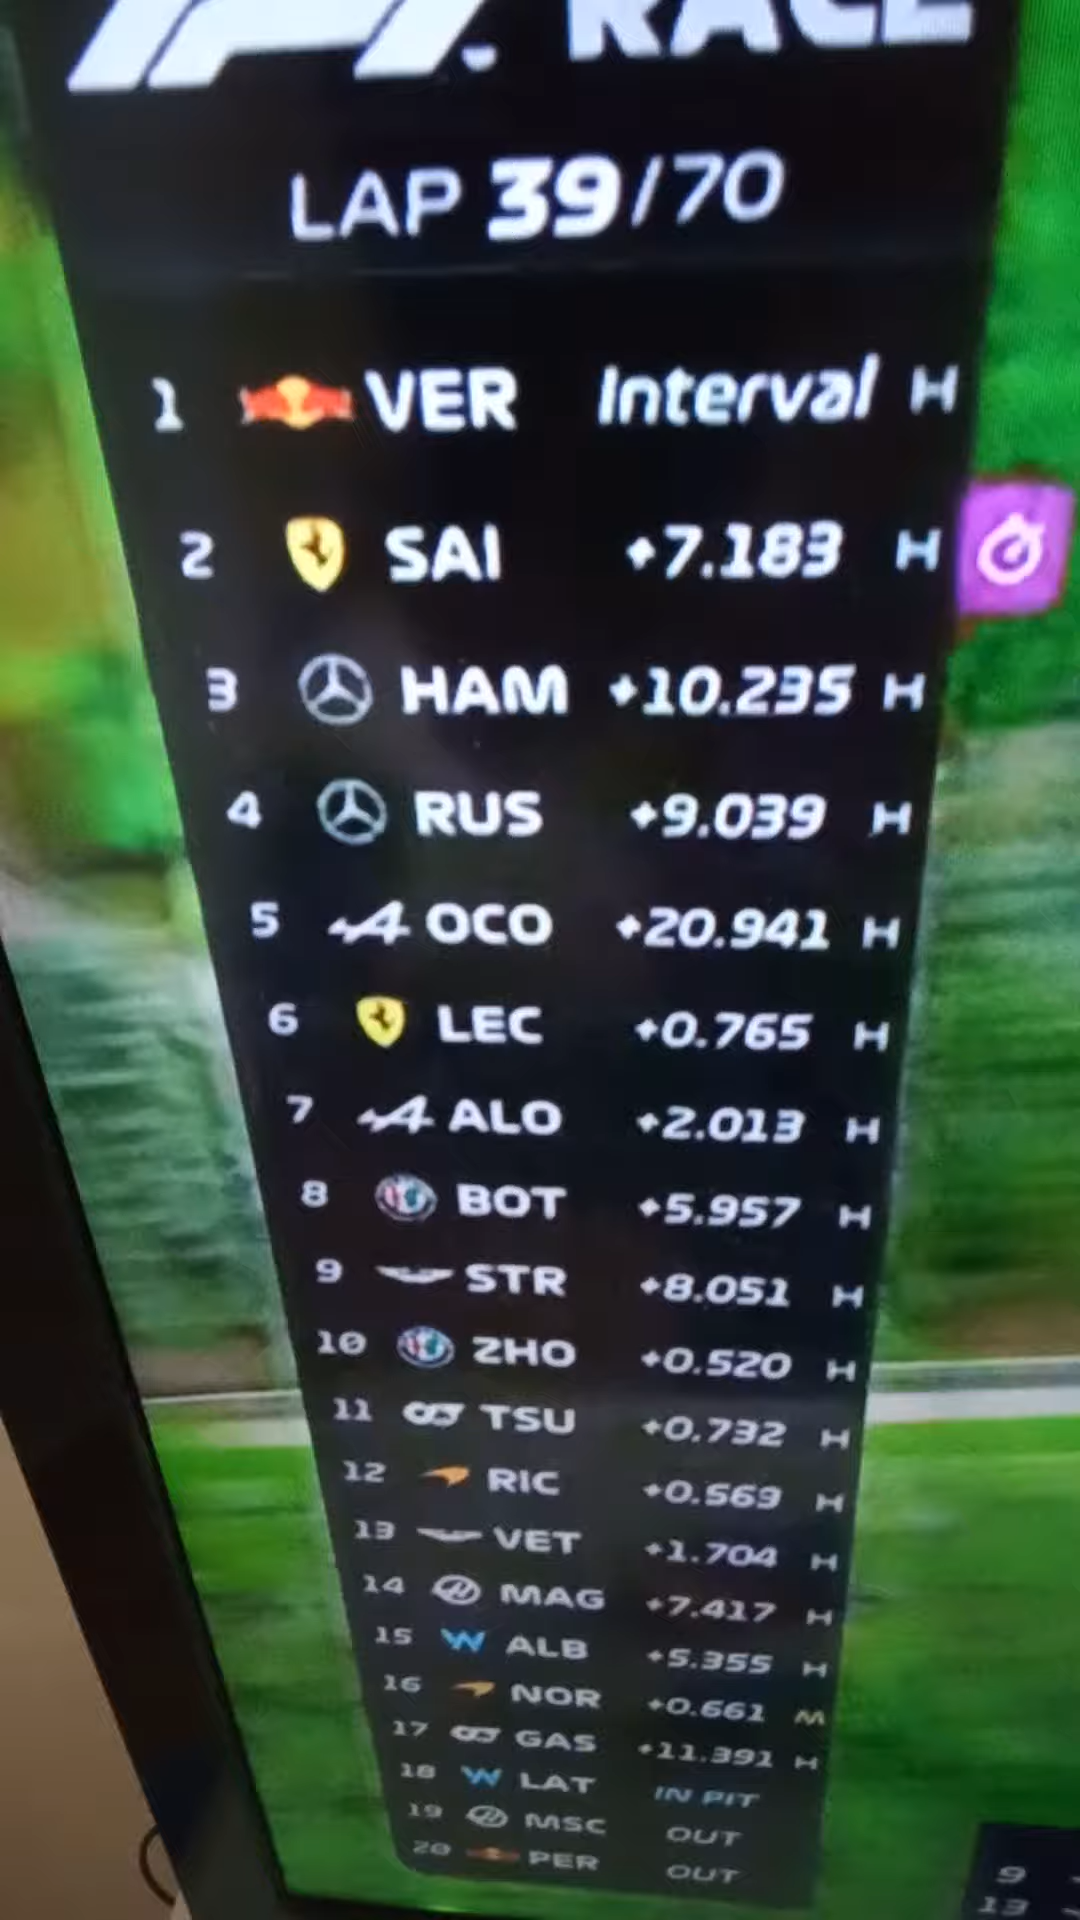 F1. RACE
LAP 39/70
1 VER Interval H
2 SAI +7.183 H
3 HAM +10.235 H
4 RUS +9.039 H
5 OCO +20.941 H
6 LEC +0.765 H
7 ALO +2.013 H
8 BOT +5.957 H
9 STR +8.051 H
10 ZHO +0.520 H
11 TSU +0.732 H
12 RIC +0.563 H
13 VET +1.704 H
14 MAG +7.417 H
15 ALB +5.355 H
16 NOR +0.661 M
17 GAS +11.391 H
18 LAT IN PIT
19 MSC OUT
20 PER OUT
9
13